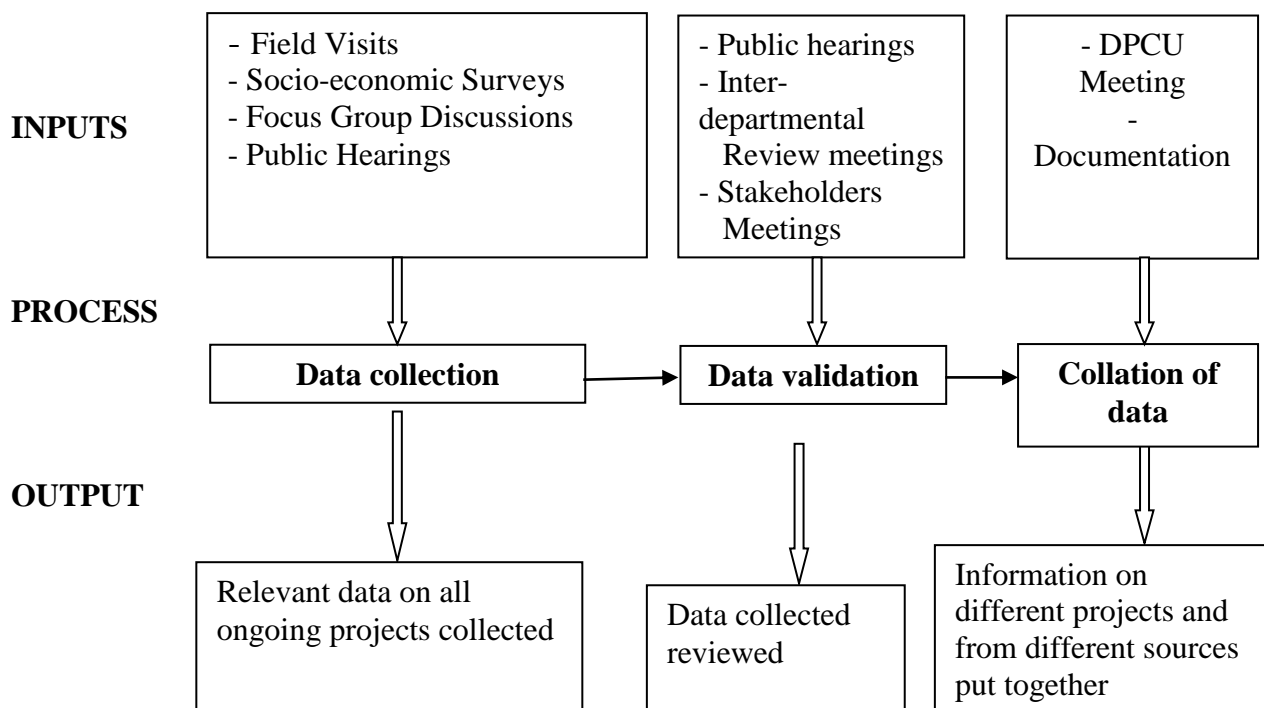 INPUTS
- Field Visits
- Socio-economic Surveys
- Focus Group Discussions
- Public Hearings
- Public hearings
- Inter-
departmental
Review meetings
- Stakeholders
Meetings
- DPCU
Meeting
-
Documentation
PROCESS
Data collection
Data validation
Collation of
data
OUTPUT
Relevant data on all
ongoing projects collected
Data collected
reviewed
Information on
different projects and
from different sources
put together